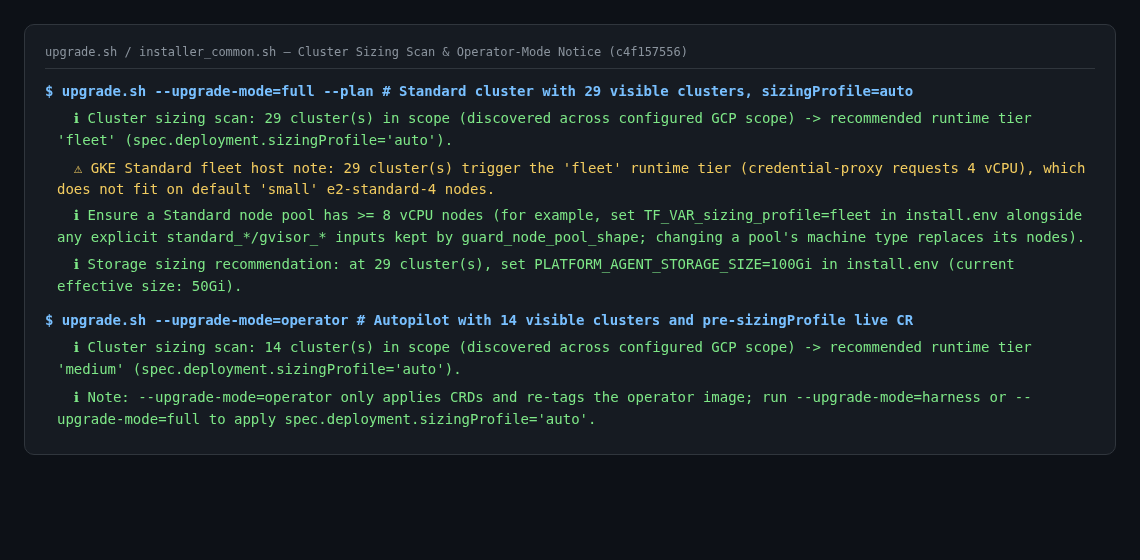 upgrade.sh / installer_common.sh — Cluster Sizing Scan & Operator-Mode Notice (c4f157556)
$ upgrade.sh --upgrade-mode=full --plan # Standard cluster with 29 visible clusters, sizingProfile=auto
ℹ Cluster sizing scan: 29 cluster(s) in scope (discovered across configured GCP scope) -> recommended runtime tier
'fleet' (spec.deployment.sizingProfile='auto').
⚠ GKE Standard fleet host note: 29 cluster(s) trigger the 'fleet' runtime tier (credential-proxy requests 4 vCPU), which
does not fit on default 'small' e2-standard-4 nodes.
ℹ Ensure a Standard node pool has >= 8 vCPU nodes (for example, set TF_VAR_sizing_profile=fleet in install.env alongside
any explicit standard_*/gvisor_* inputs kept by guard_node_pool_shape; changing a pool's machine type replaces its nodes).
ℹ Storage sizing recommendation: at 29 cluster(s), set PLATFORM_AGENT_STORAGE_SIZE=100Gi in install.env (current
effective size: 50Gi).
$ upgrade.sh --upgrade-mode=operator # Autopilot with 14 visible clusters and pre-sizingProfile live CR
ℹ Cluster sizing scan: 14 cluster(s) in scope (discovered across configured GCP scope) -> recommended runtime tier
'medium' (spec.deployment.sizingProfile='auto').
ℹ Note: --upgrade-mode=operator only applies CRDs and re-tags the operator image; run --upgrade-mode=harness or --
upgrade-mode=full to apply spec.deployment.sizingProfile='auto'.